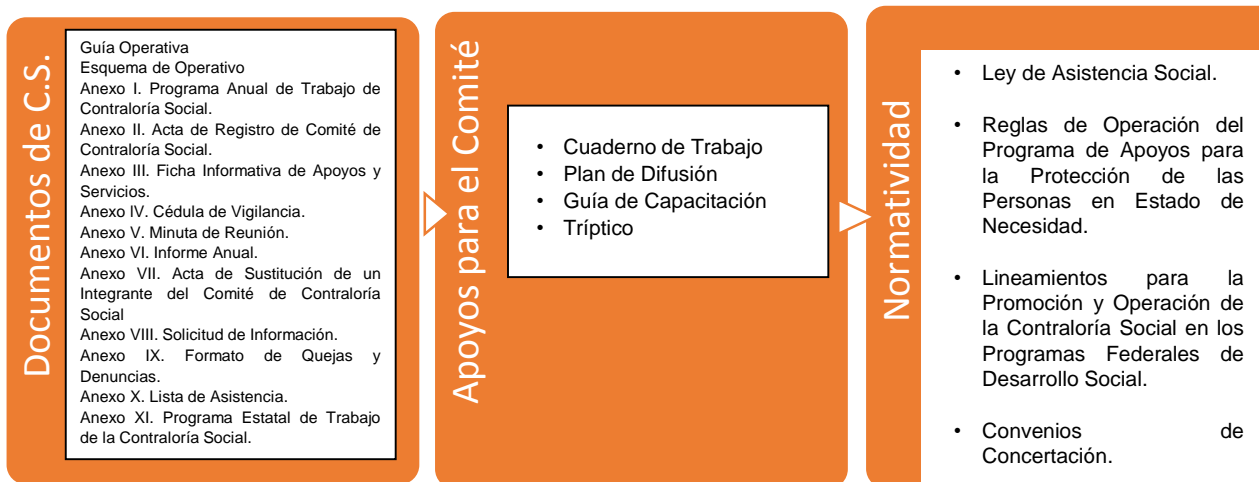 Documentos de C.S.
Guía Operativa
Esquema de Operativo
Anexo I. Programa Anual de Trabajo de
Contraloría Social.
Anexo II. Acta de Registro de Comité de
Contraloría Social.
Anexo III. Ficha Informativa de Apoyos y
Servicios.
Anexo IV. Cédula de Vigilancia.
Anexo V. Minuta de Reunión.
Anexo VI. Informe Anual.
Anexo VII. Acta de Sustitución de un
Integrante del Comité de Contraloría
Social
Anexo VIII. Solicitud de Información.
Anexo IX. Formato de Quejas y
Denuncias.
Anexo X. Lista de Asistencia.
Anexo XI. Programa Estatal de Trabajo
de la Contraloría Social.
Apoyos para el Comité
• Cuaderno de Trabajo
• Plan de Difusión
• Guía de Capacitación
• Tríptico
Normatividad
• Ley de Asistencia Social.
• Reglas de Operación del
Programa de Apoyos para
la Protección de las
Personas en Estado de
Necesidad.
• Lineamientos para la
Promoción y Operación de
la Contraloría Social en los
Programas Federales de
Desarrollo Social.
• Convenios de
Concertación.